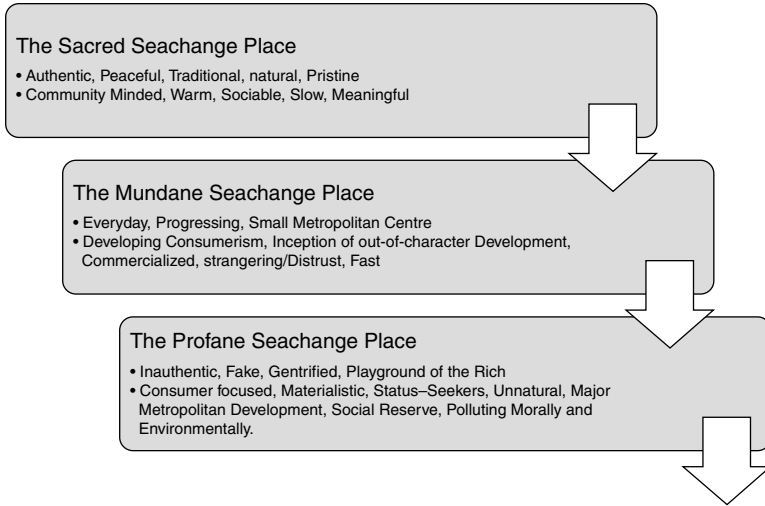 The Sacred Seachange Place
• Authentic, Peaceful, Traditional, natural, Pristine
• Community Minded, Warm, Sociable, Slow, Meaningful
The Mundane Seachange Place
• Everyday, Progressing, Small Metropolitan Centre
• Developing Consumerism, Inception of out-of-character Development,
Commercialized, strangering/Distrust, Fast
The Profane Seachange Place
• Inauthentic, Fake, Gentrified, Playground of the Rich
• Consumer focused, Materialistic, Status–Seekers, Unnatural, Major
Metropolitan Development, Social Reserve, Polluting Morally and
Environmentally.